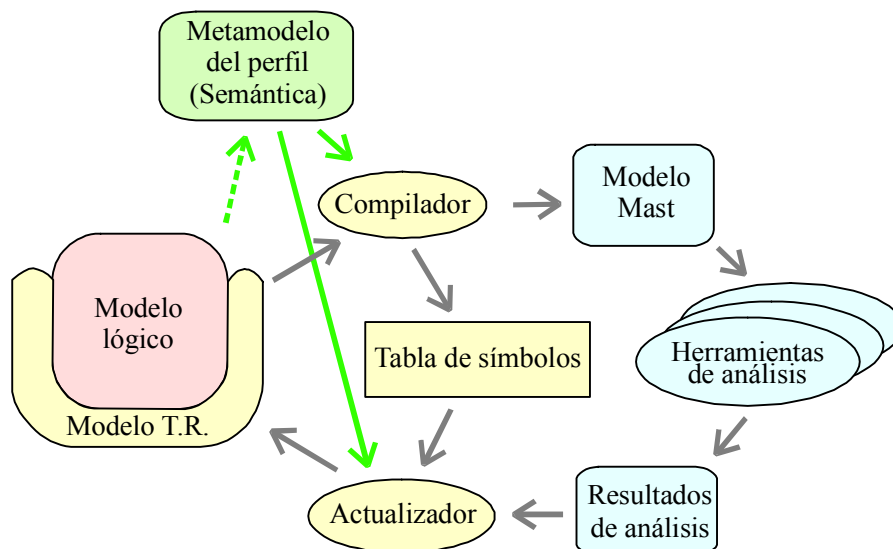 Metamodelo
del perfil
(Semántica)
Compilador
Modelo
Mast
Modelo
lógico
Tabla de símbolos
Herramientas
de análisis
Modelo T.R.
Actualizador
Resultados
de análisis